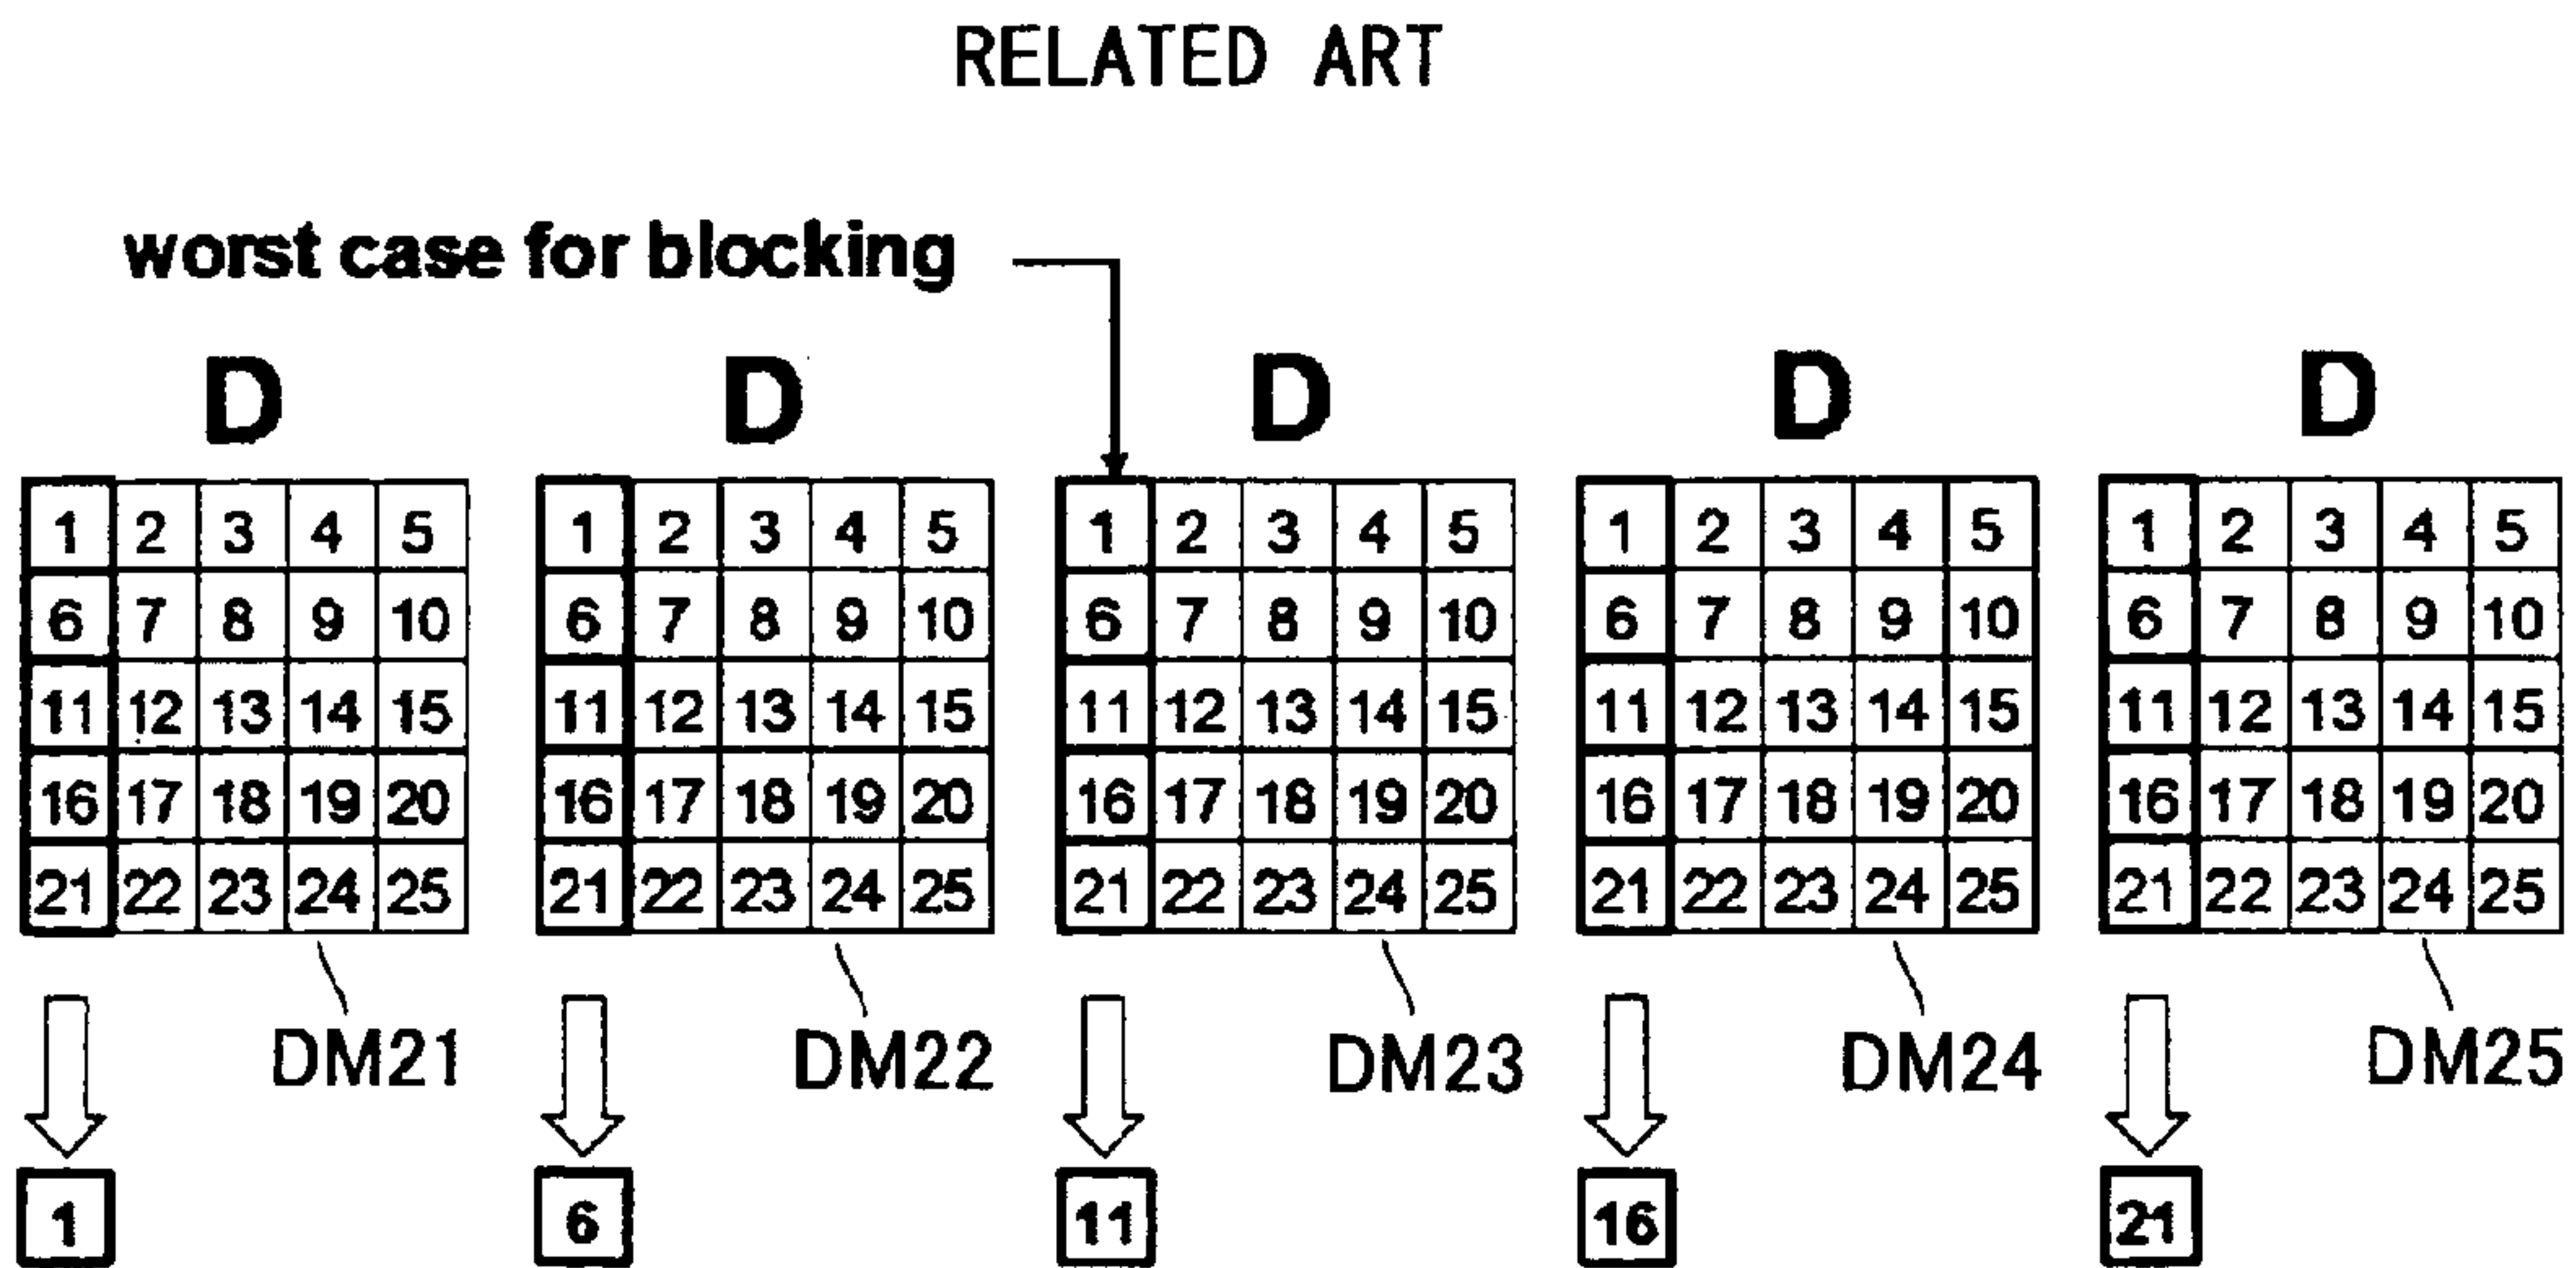 RELATED ART
worst case for blocking
D D D D D
1 2 3 4 5 1 2 3 4 5 1 2 3 4 5 1 2 3 4 5 1 2 3 4 5
6 7 8 9 10 6 7 8 9 10 6 7 8 9 10 6 7 8 9 10 6 7 8 9 10
11 12 13 14 15 11 12 13 14 15 11 12 13 14 15 11 12 13 14 15 11 12 13 14 15
16 17 18 19 20 16 17 18 19 20 16 17 18 19 20 16 17 18 19 20 16 17 18 19 20
21 22 23 24 25 21 22 23 24 25 21 22 23 24 25 21 22 23 24 25 21 22 23 24 25
DM21 DM22 DM23 DM24 DM25
1 6 11 16 21